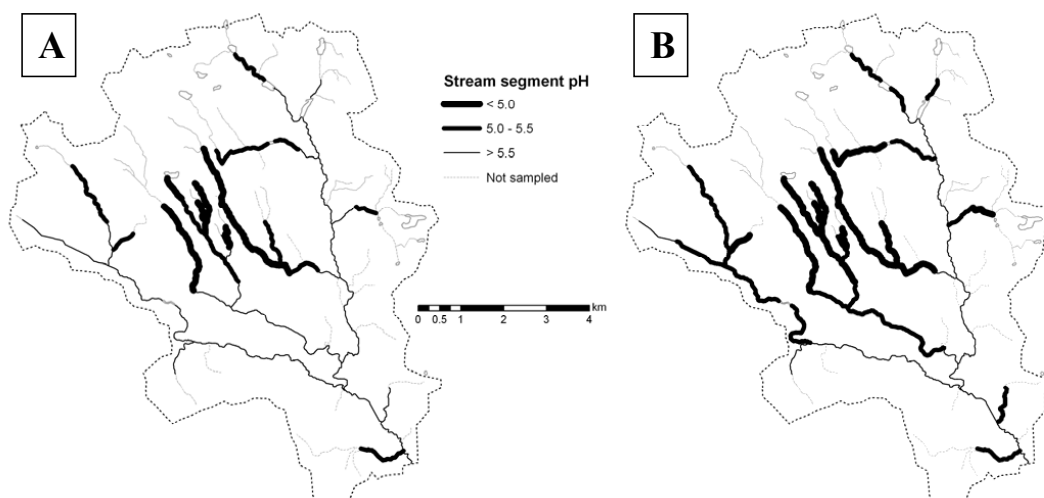 A
B
Stream segment pH
< 5.0
5.0 - 5.5
> 5.5
Not sampled
km
0 0.5 1 2 3 4